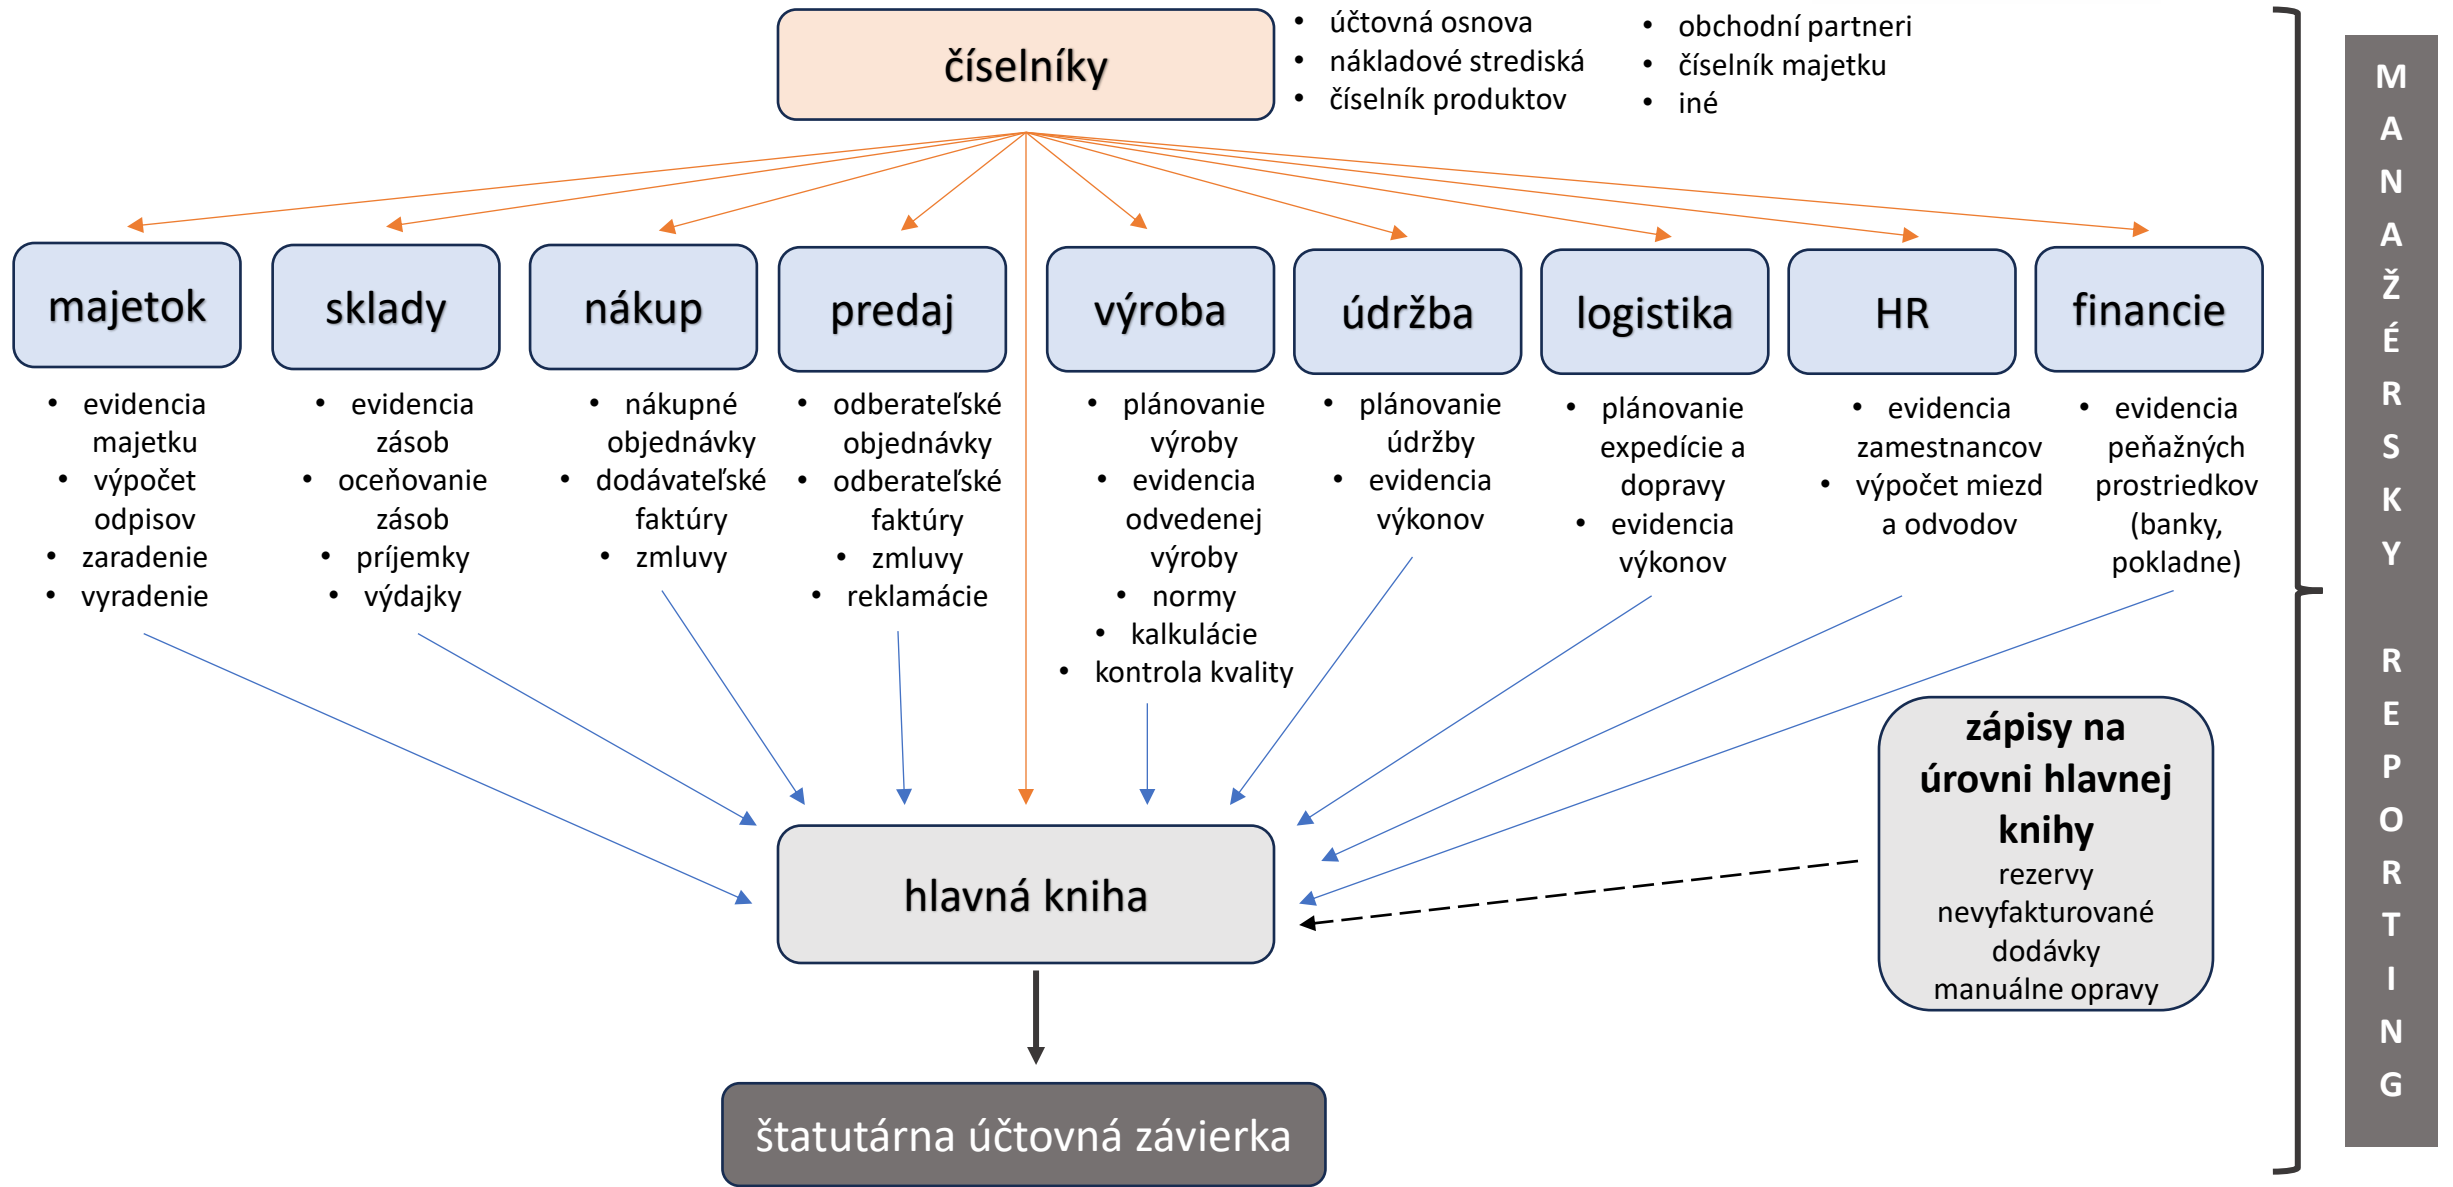 číselníky
• účtovná osnova
• nákladové strediská
• číselník produktov
• obchodní partneri
• číselník majetku
• iné
majetok
• evidencia
majetku
• výpočet
odpisov
• zaradenie
• vyradenie
sklady
• evidencia
zásob
• oceňovanie
zásob
• príjemky
• výdajky
nákup
• nákupné
objednávky
• dodávateľské
faktúry
• zmluvy
predaj
• odberateľské
objednávky
• odberateľské
faktúry
• zmluvy
• reklamácie
výroba
• plánovanie
výroby
• evidencia
odvedenej
výroby
• normy
• kalkulácie
• kontrola kvality
údržba
• plánovanie
údržby
• evidencia
výkonov
logistika
• plánovanie
expedície a
dopravy
• evidencia
výkonov
HR
• evidencia
zamestnancov
• výpočet miezd
a odvodov
financie
• evidencia
peňažných
prostriedkov
(banky,
pokladne)
zápisy na
úrovni hlavnej
knihy
rezervy
nevyfakturované
dodávky
manuálne opravy
hlavná kniha
štatutárna účtovná závierka
MANAŽÉRSKY REPORTING